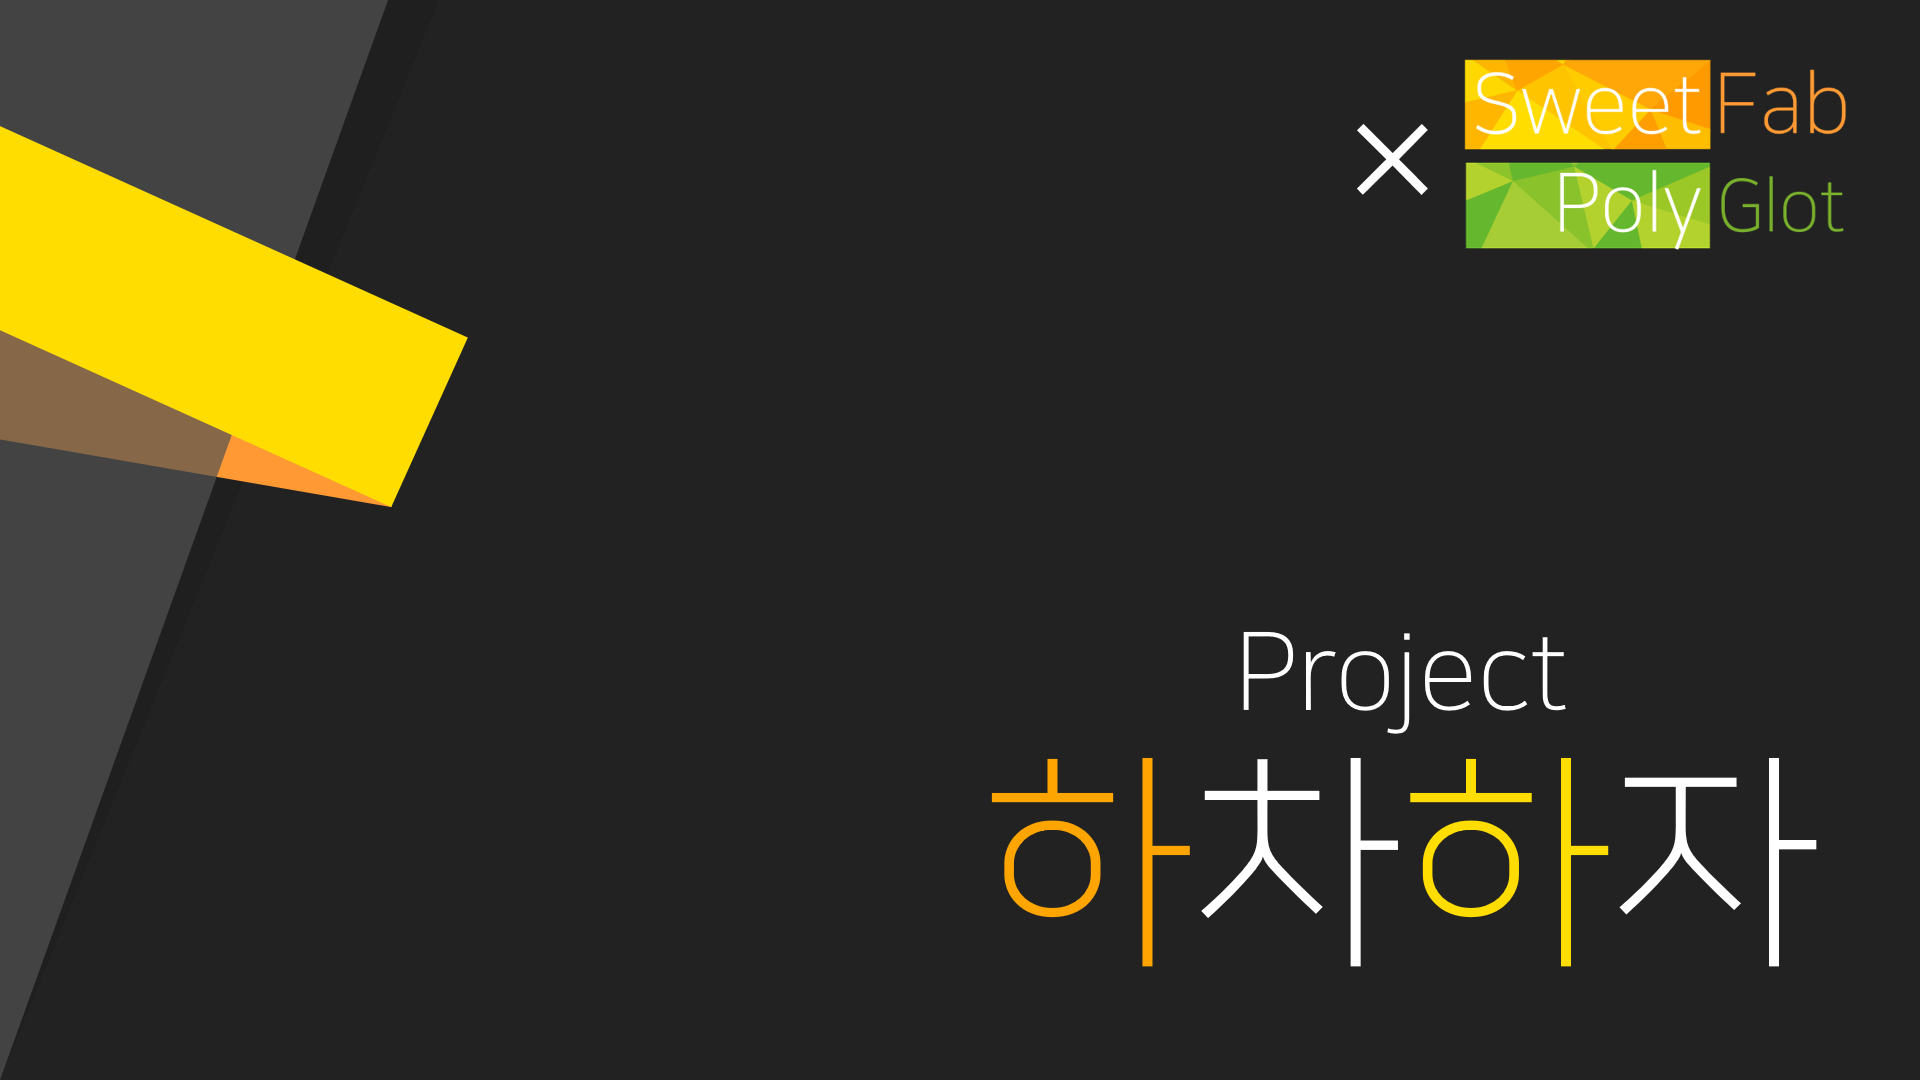 × SweetFab
PolyGlot
Project
하차하자